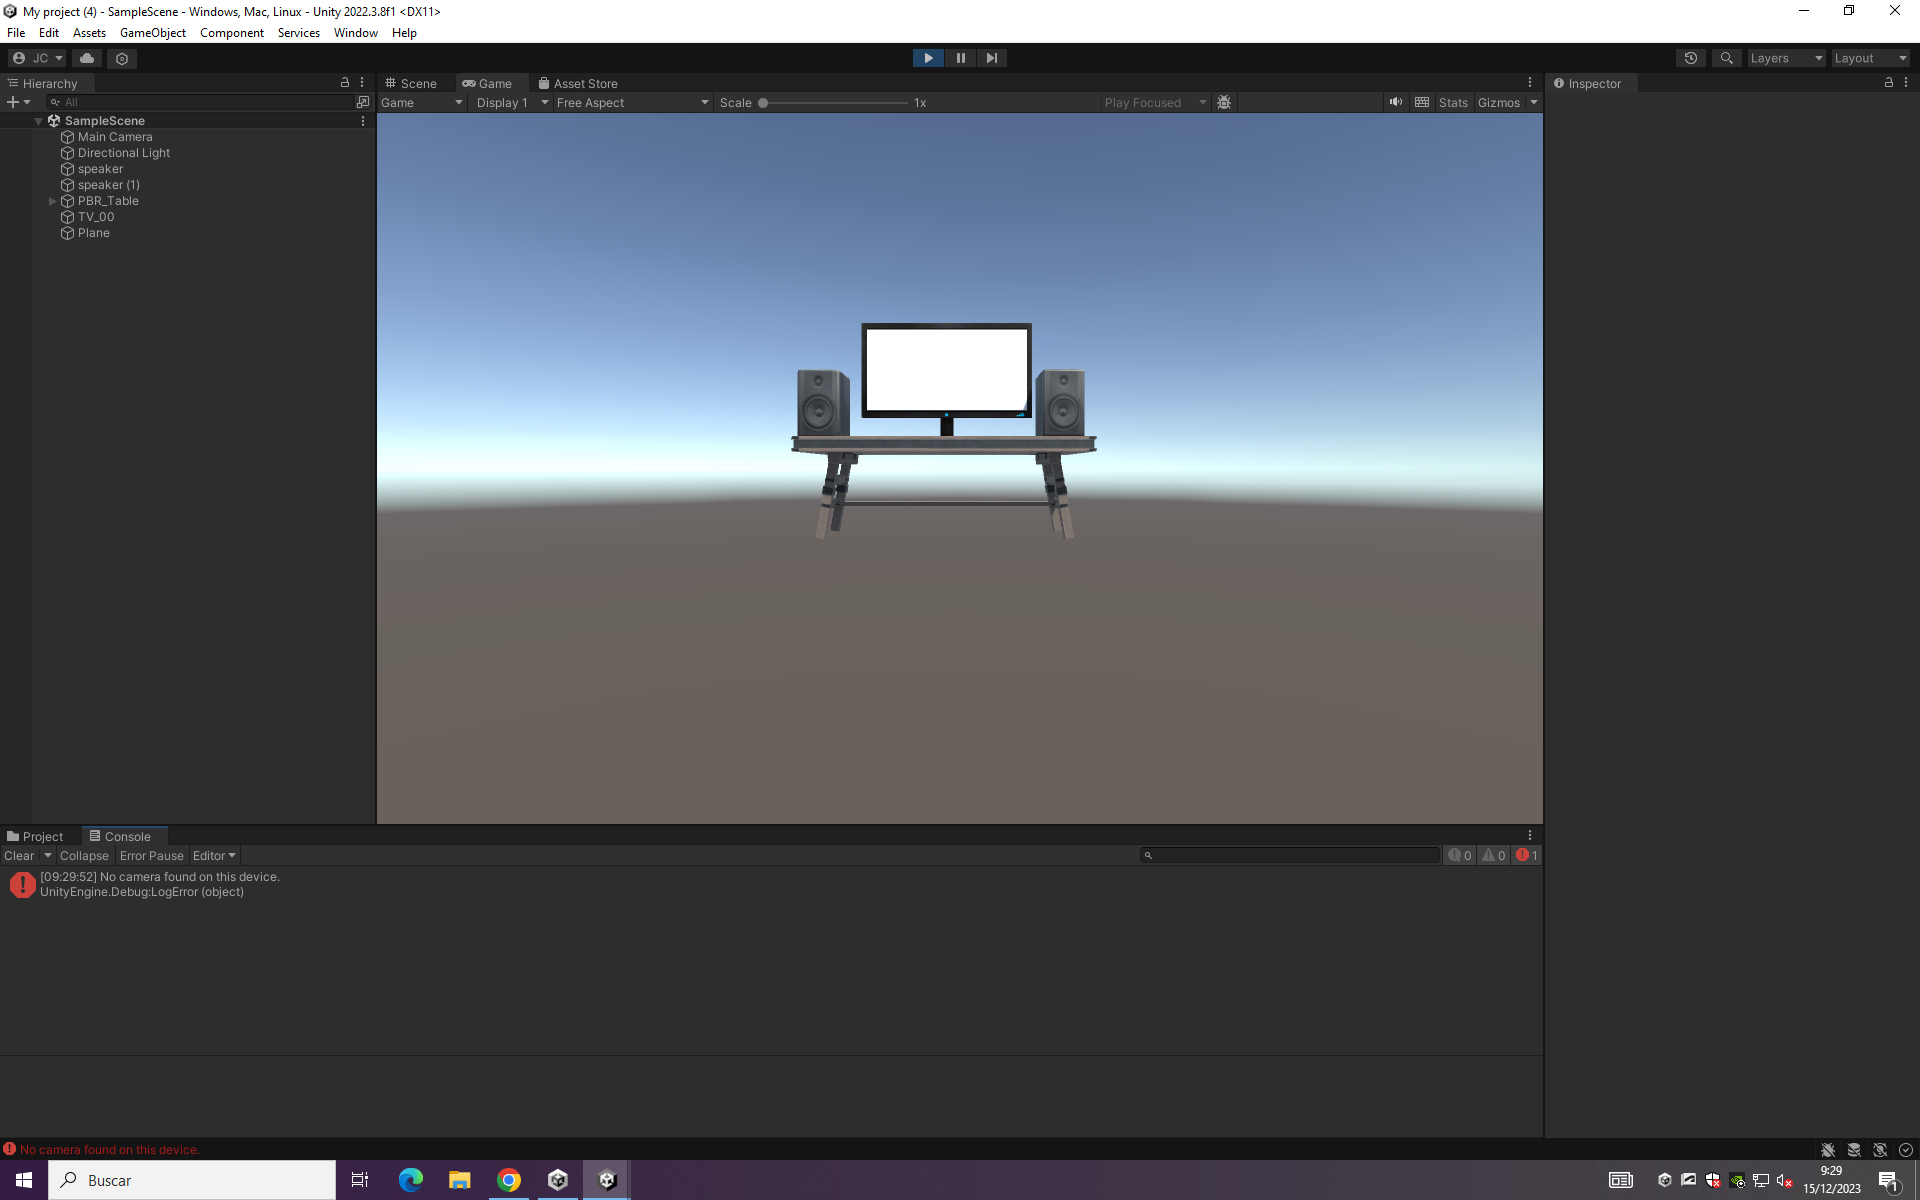 My project (4) - SampleScene - Windows, Mac, Linux - Unity 2022.3.8f1 <DX11>
File Edit Assets GameObject Component Services Window Help
JC Layers Layout
Hierarchy Scene Game Asset Store Inspector
All Game Display 1 Free Aspect Scale 1x Play Focused Stats Gizmos
SampleScene
Main Camera
Directional Light
speaker
speaker (1)
PBR_Table
TV_00
Plane
Project Console
Clear Collapse Error Pause Editor 0 0 1
[09:29:52] No camera found on this device.
UnityEngine.Debug:LogError (object)
No camera found on this device.
Buscar
9:29
15/12/2023
1